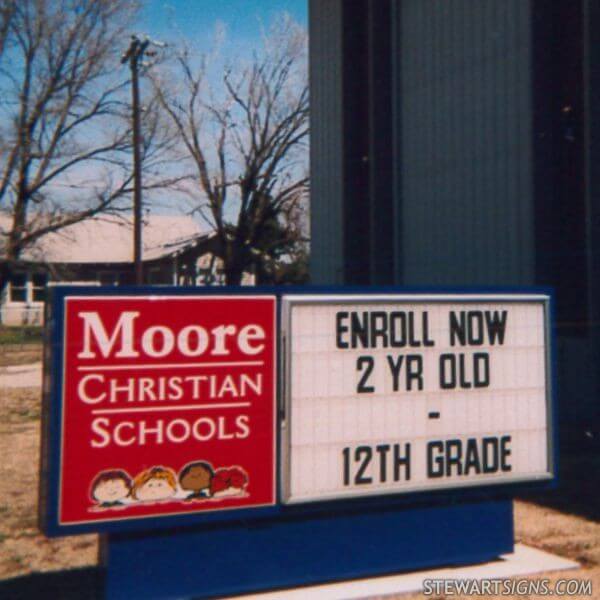 Moore
CHRISTIAN
SCHOOLS
ENROLL NOW
2 YR OLD
-
12TH GRADE
STEWARTSIGNS.COM